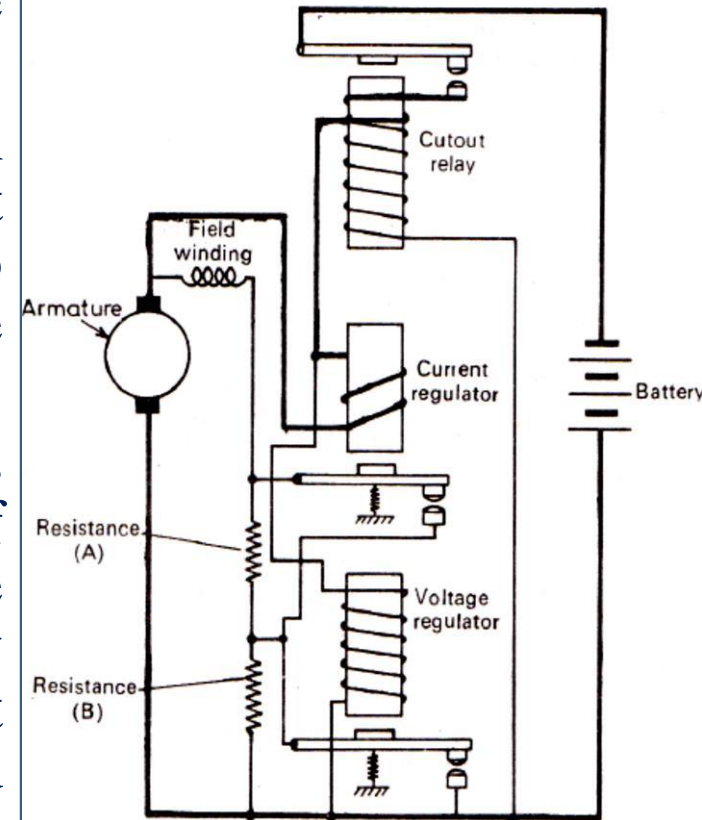 Cutout
relay
Field
winding
Armature
Current
regulator
Battery
Resistance
(A)
Voltage
regulator
Resistance
(B)